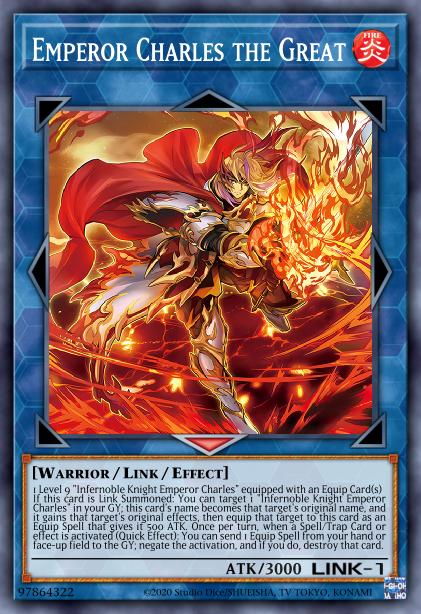 EMPEROR CHARLES THE GREAT
FIRE
炎
[WARRIOR / LINK / EFFECT]
1 Level 9 "Infernoble Knight Emperor Charles" equipped with an Equip Card(s)
If this card is Link Summoned: You can target 1 "Infernoble Knight Emperor
Charles" in your GY; this card's name becomes that target's original name, and
it gains that target's original effects, then equip that target to this card as an
Equip Spell that gives it 500 ATK. Once per turn, when a Spell/Trap Card or
effect is activated (Quick Effect): You can send 1 Equip Spell from your hand or
face-up field to the GY; negate the activation, and if you do, destroy that card.
ATK/3000 LINK-1
97864322 ©2020 Studio Dice/SHUEISHA, TV TOKYO, KONAMI